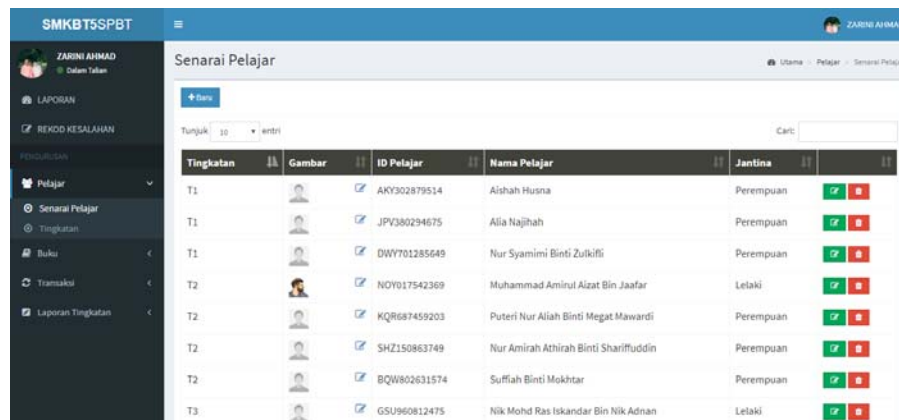 SMKBT5SPBT
ZARINI AHMA
ZARINI AHMAD
Dalam Talian
LAPORAN
REKOD KESALAHAN
PENGURUSAN
Pelajar
Senarai Pelajar
Tingkatan
Buku
Transaksi
Laporan Tingkatan
Senarai Pelajar
Utama Pelajar Senarai Pelaj
Baru
Tunjuk 10 entri
Cari:
Tingkatan Gambar ID Pelajar Nama Pelajar Jantina
T1 AKY302879514 Aishah Husna Perempuan
T1 JPV380294675 Alia Najihah Perempuan
T1 DWY701285649 Nur Syamimi Binti Zulkifli Perempuan
T2 NOY017542369 Muhammad Amirul Aizat Bin Jaafar Lelaki
T2 KQR687459203 Puteri Nur Aliah Binti Megat Mawardi Perempuan
T2 SHZ150863749 Nur Amirah Athirah Binti Shariffuddin Perempuan
T2 BQW802631574 Suffiah Binti Mokhtar Perempuan
T3 GSU960812475 Nik Mohd Ras Iskandar Bin Nik Adnan Lelaki